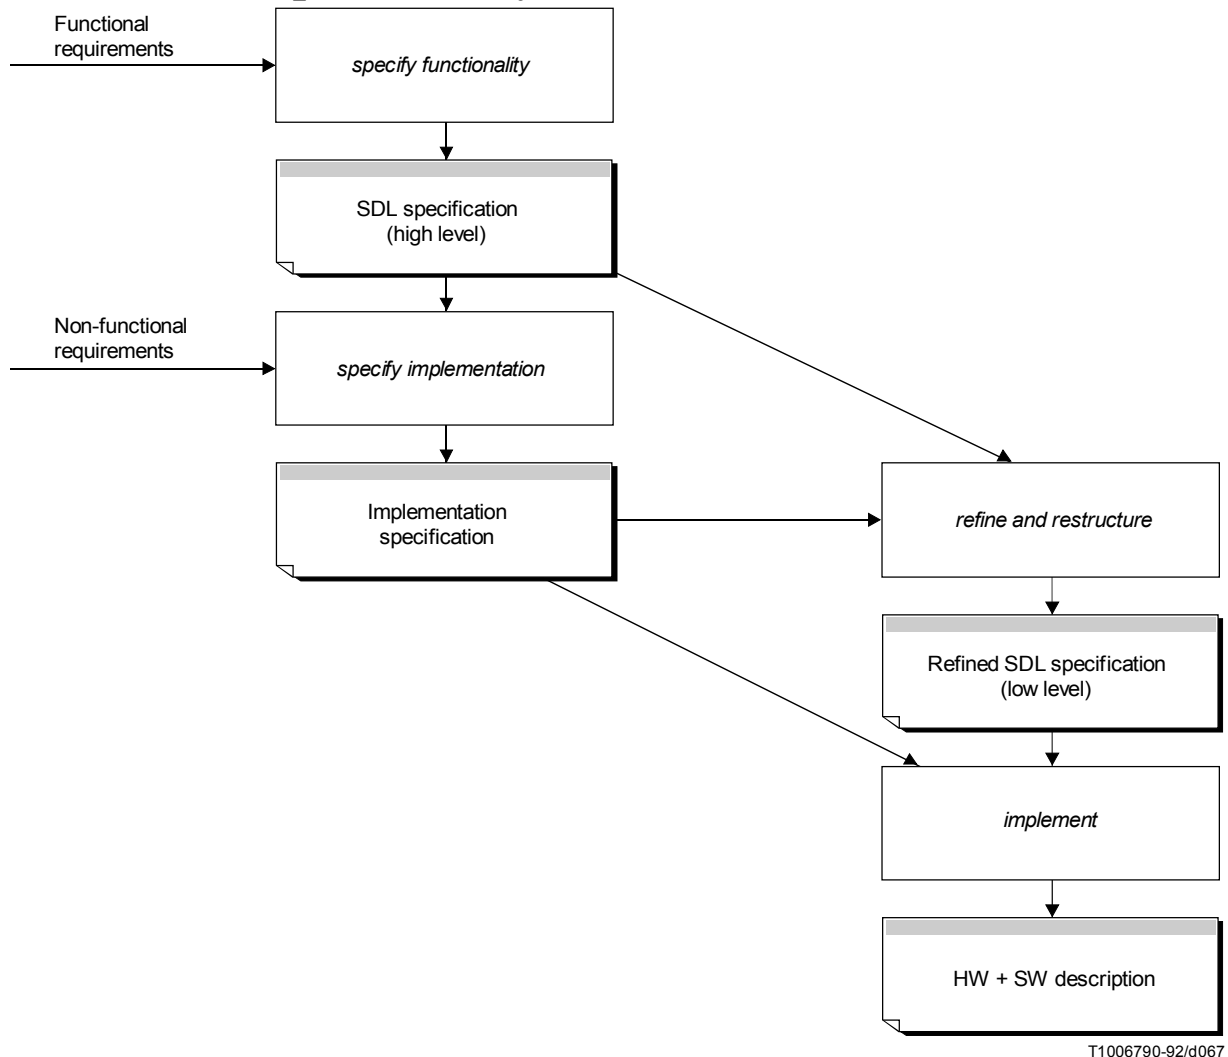 Functional
requirements
specify functionality
SDL specification
(high level)
Non-functional
requirements
specify implementation
Implementation
specification
refine and restructure
Refined SDL specification
(low level)
implement
HW + SW description
T1006790-92/d067